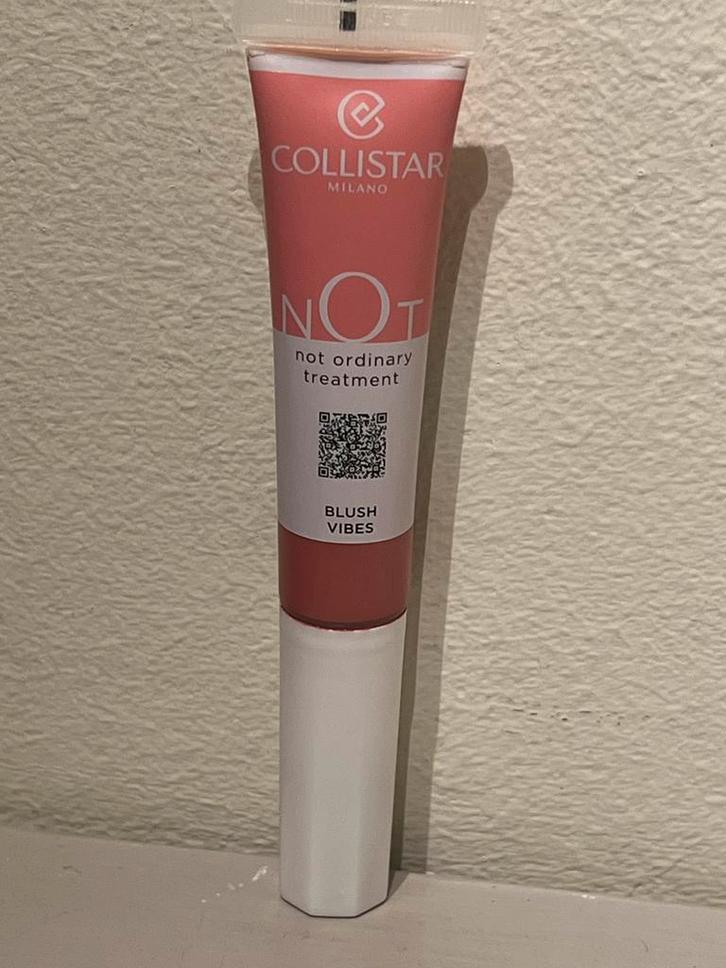 COLLISTAR
MILANO
NOT
not ordinary
treatment
BLUSH
VIBES